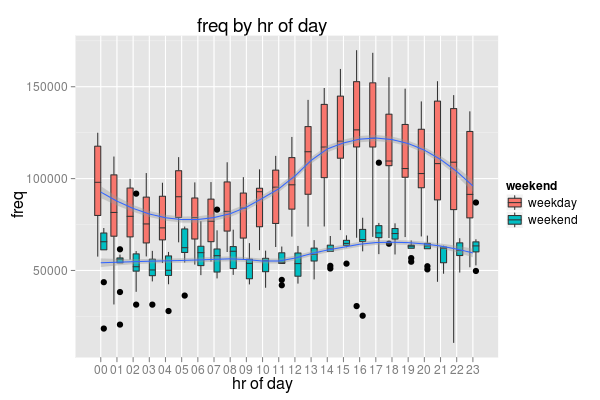 freq by hr of day
freq
150000
100000
50000
00 01 02 03 04 05 06 07 08 09 10 11 12 13 14 15 16 17 18 19 20 21 22 23
hr of day
weekend
weekday
weekend